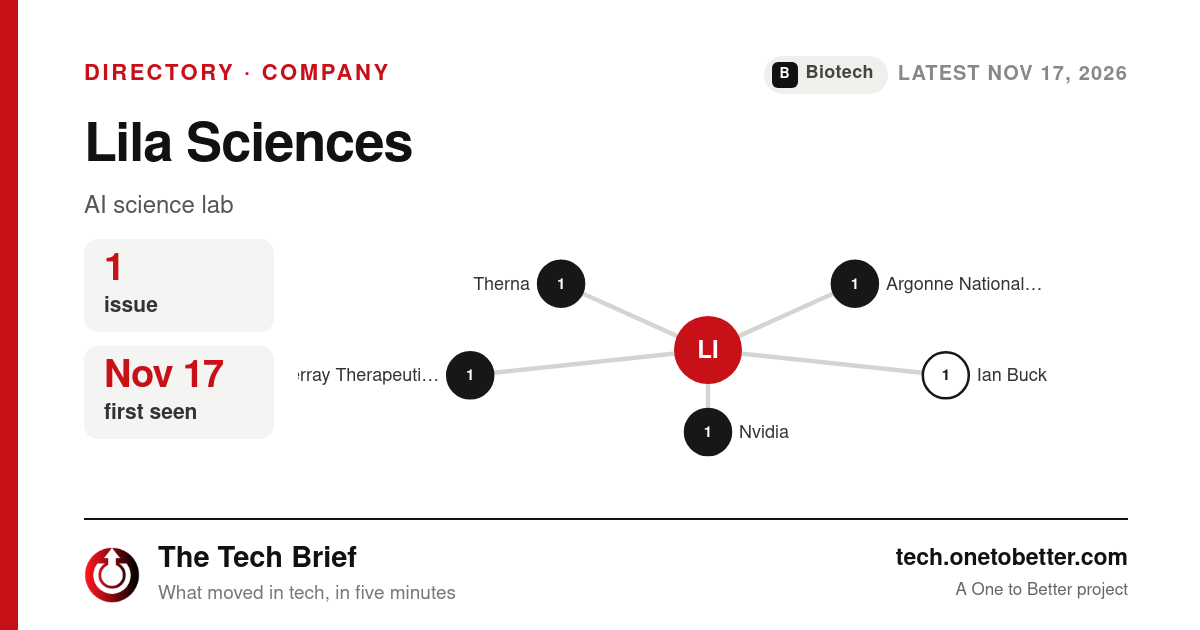 DIRECTORY · COMPANY
B Biotech LATEST NOV 17, 2026
Lila Sciences
AI science lab
1
issue
Nov 17
first seen
Therna 1
1 Argonne National…
LI
erray Therapeuti… 1
1 Ian Buck
1 Nvidia
The Tech Brief
What moved in tech, in five minutes
tech.onetobetter.com
A One to Better project